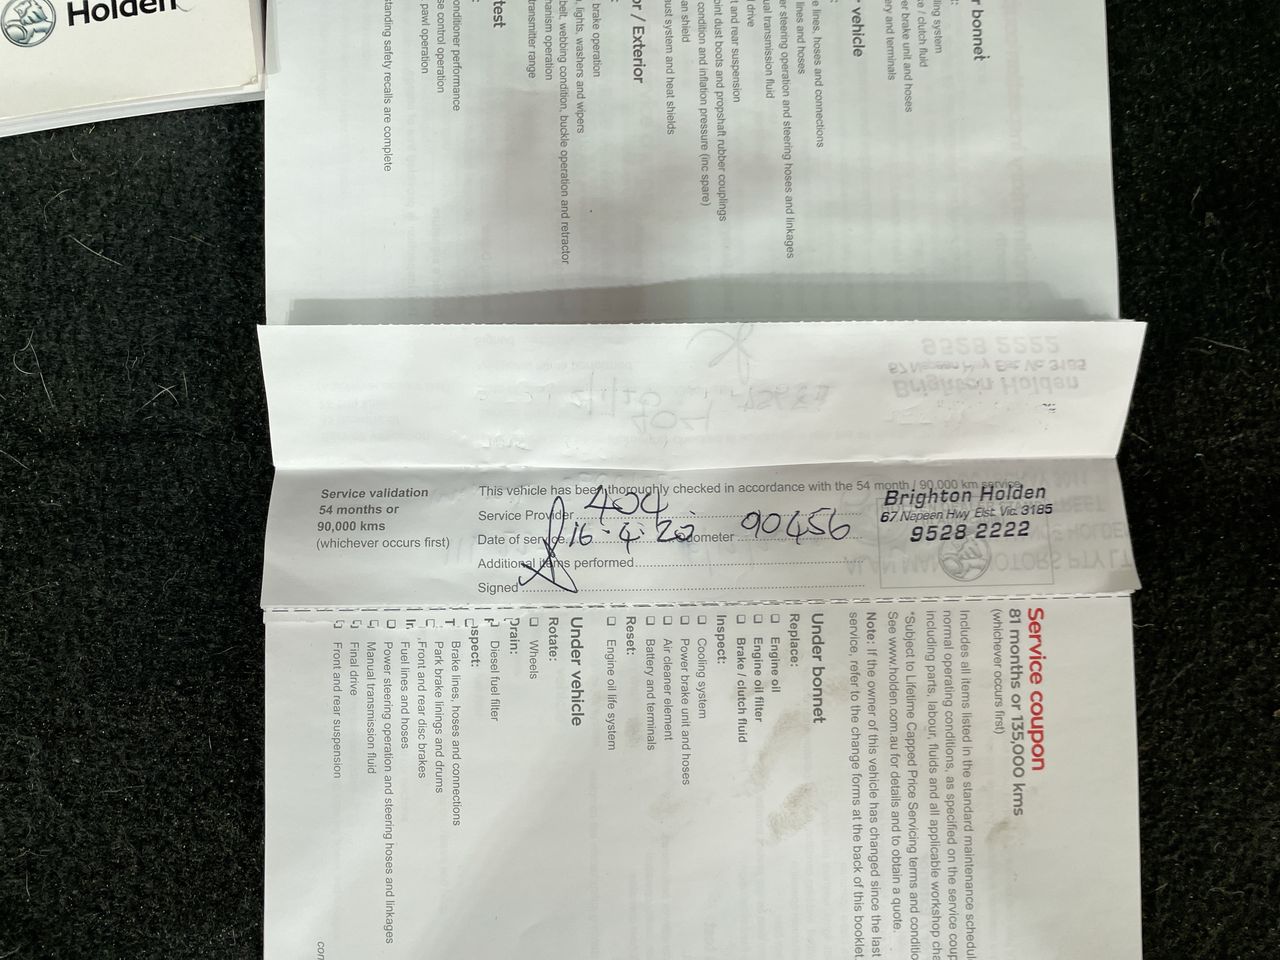 Holden
r bonnet
ling system
ke / clutch fluid
er brake unit and hoses
ery and terminals
r vehicle
e lines, hoses and connections
lines and hoses
er steering operation and steering hoses and linkages
ual transmission fluid
l drive
t and rear suspension
oint dust boots and propshaft rubber couplings
condition and inflation pressure (inc spare)
an shield
ust system and heat shields
or / Exterior
brake operation
, lights, washers and wipers
belt, webbing condition, buckle operation and retractor
hanism operation
transmitter range
test
onditioner performance
se control operation
pawl operation
tanding safety recalls are complete
Service validation
54 months or
90,000 kms
(whichever occurs first)
This vehicle has been thoroughly checked in accordance with the 54 month / 90,000 km service
Service Provider 404
Date of service 16.4.20 Odometer 90456
Additional items performed
Signed
Brighton Holden
67 Nepean Hwy Elst. Vic. 3185
9528 2222
Service coupon
81 months or 135,000 kms
(whichever occurs first)
Includes all items listed in the standard maintenance schedul
normal operating conditions, as specified on the service coup
including parts, labour, fluids and all applicable workshop cha
*Subject to Lifetime Capped Price Servicing terms and conditio
See www.holden.com.au for details and to obtain a quote.
Note: If the owner of this vehicle has changed since the last
service, refer to the change forms at the back of this booklet.
Under bonnet
Replace:
Engine oil
Engine oil filter
Brake / clutch fluid
Inspect:
Cooling system
Power brake unit and hoses
Air cleaner element
Battery and terminals
Reset:
Engine oil life system
Under vehicle
Rotate:
Wheels
Drain:
Diesel fuel filter
spect:
Brake lines, hoses and connections
Park brake linings and drums
Front and rear disc brakes
Fuel lines and hoses
Power steering operation and steering hoses and linkages
Manual transmission fluid
Final drive
Front and rear suspension
con